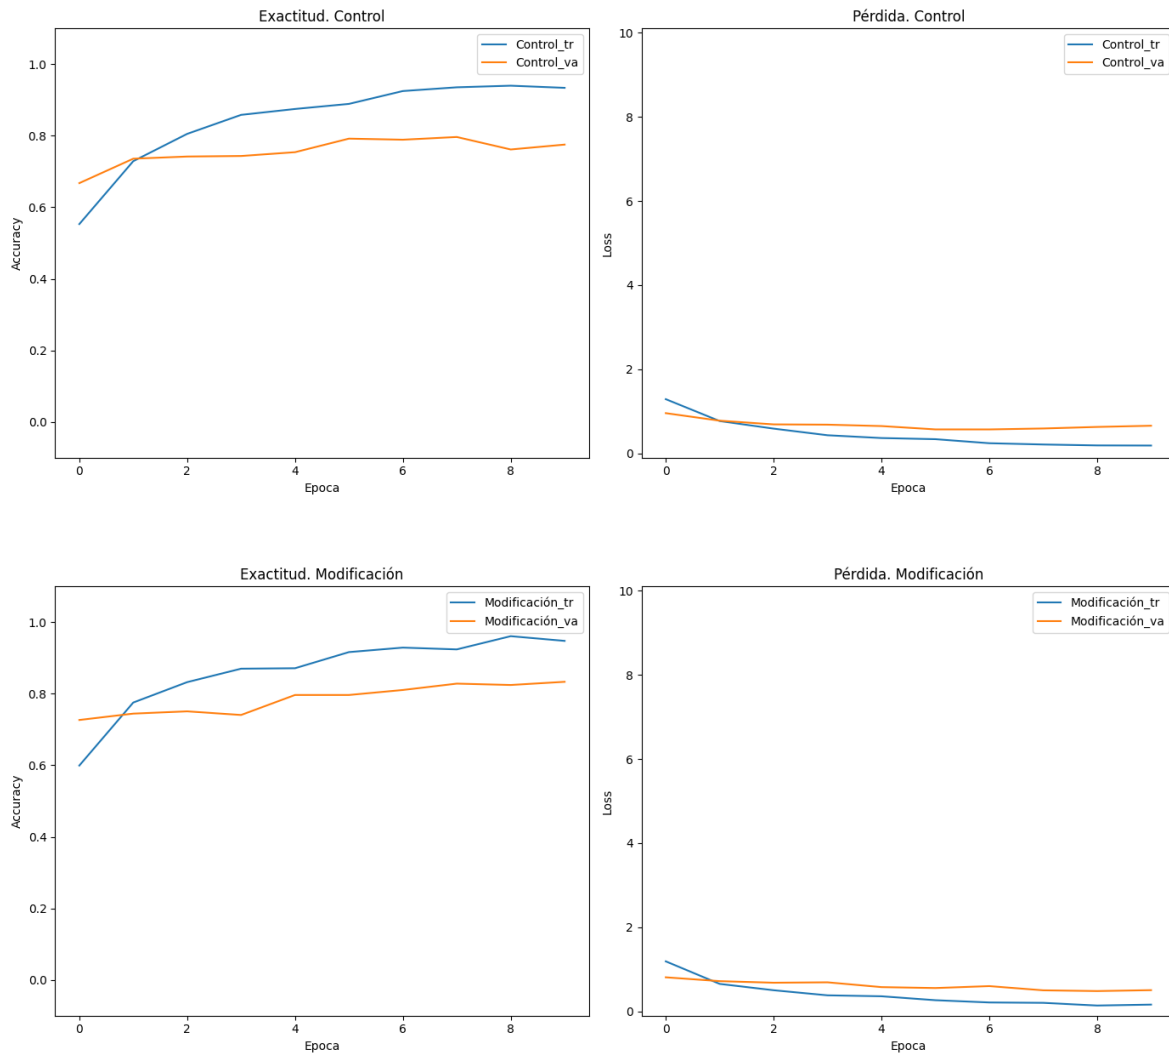 Exactitud. Control
Control_tr
Control_va
1.0
0.8
0.6
0.4
0.2
0.0
Accuracy
0 2 4 6 8
Epoca
Pérdida. Control
Control_tr
Control_va
10
8
6
4
2
0
Loss
0 2 4 6 8
Epoca
Exactitud. Modificación
Modificación_tr
Modificación_va
1.0
0.8
0.6
0.4
0.2
0.0
Accuracy
0 2 4 6 8
Epoca
Pérdida. Modificación
Modificación_tr
Modificación_va
10
8
6
4
2
0
Loss
0 2 4 6 8
Epoca